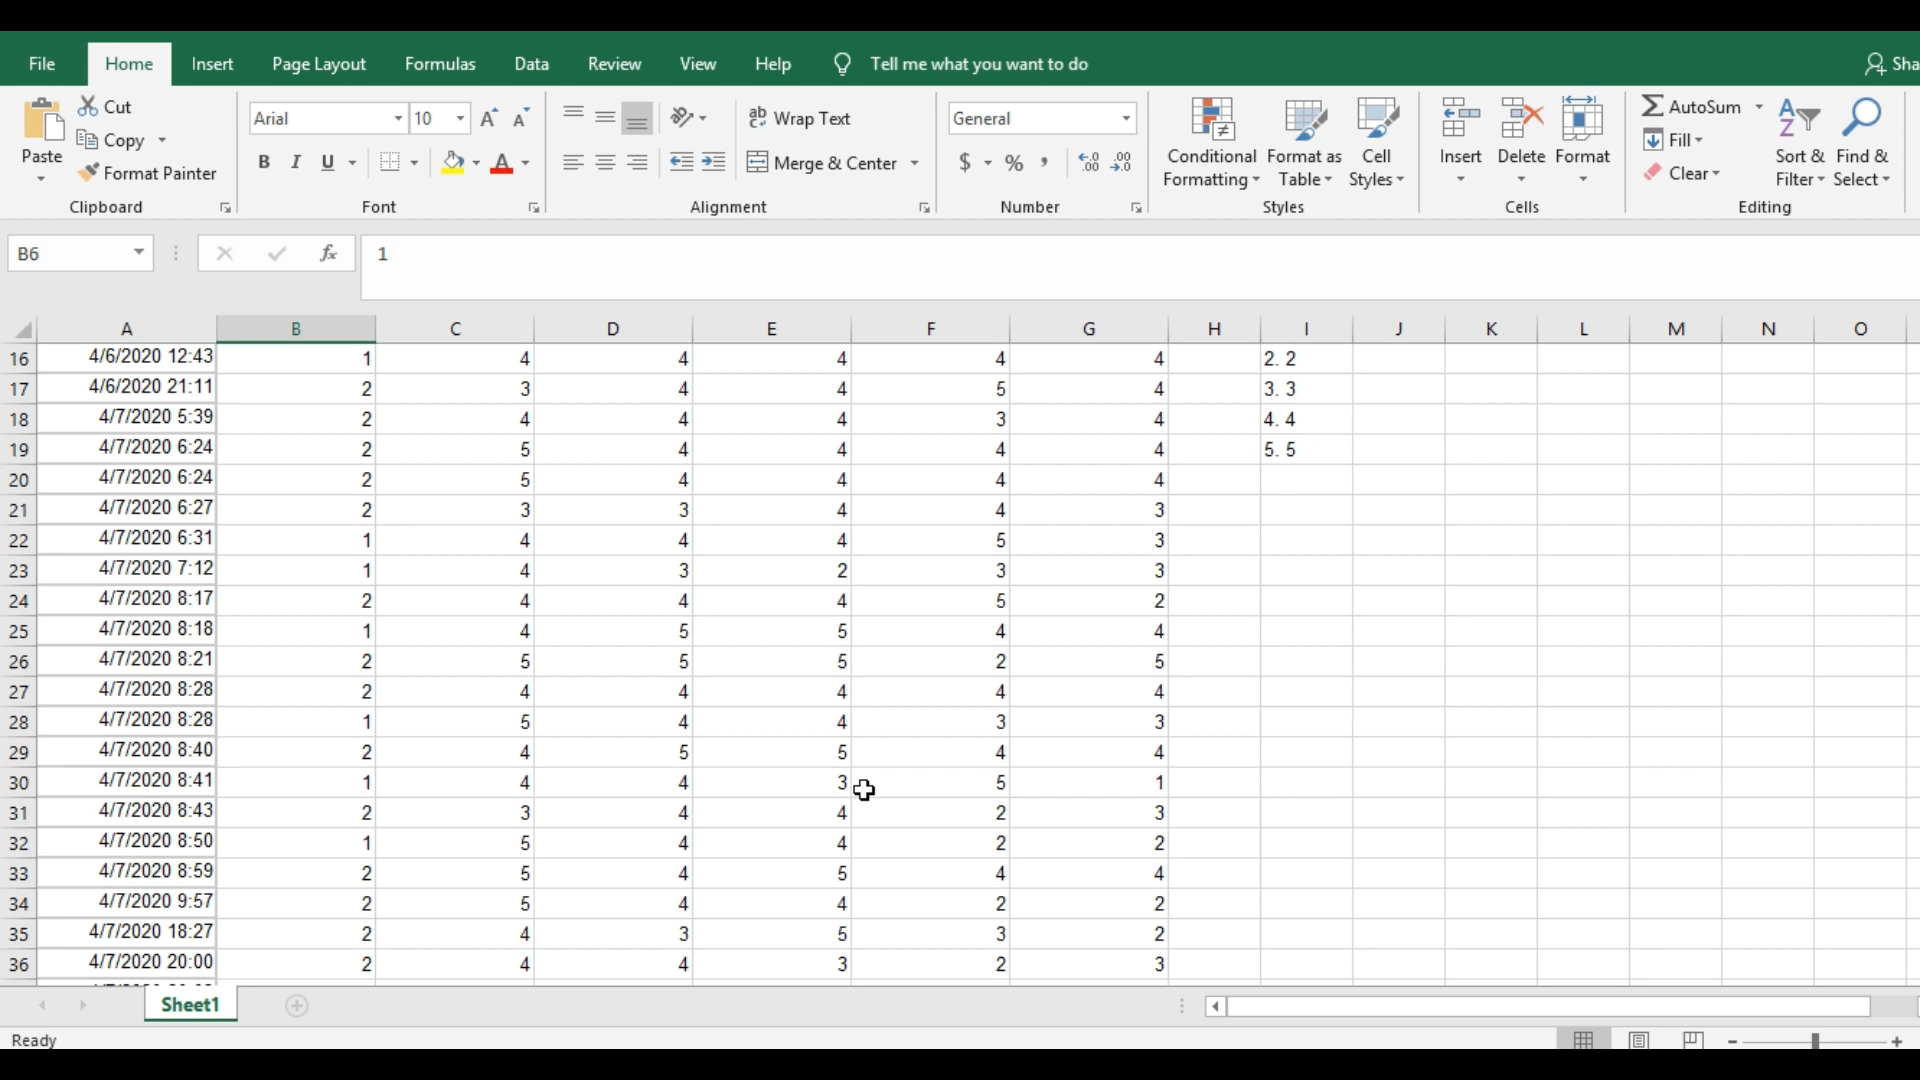 File Home Insert Page Layout Formulas Data Review View Help Tell me what you want to do Sha
Cut
Copy
Format Painter
Paste
Clipboard
Arial 10
B I U
Font
Wrap Text
Merge & Center
Alignment
General
$ % ,
Number
Conditional Formatting
Format as Table
Cell Styles
Styles
Insert Delete Format
Cells
AutoSum
Fill
Clear
Sort & Filter
Find & Select
Editing
B6 fx 1
A B C D E F G H I J K L M N O
16 4/6/2020 12:43 1 4 4 4 4 4 2. 2
17 4/6/2020 21:11 2 3 4 4 5 4 3. 3
18 4/7/2020 5:39 2 4 4 4 3 4 4. 4
19 4/7/2020 6:24 2 5 4 4 4 4 5. 5
20 4/7/2020 6:24 2 5 4 4 4 4
21 4/7/2020 6:27 2 3 3 4 4 3
22 4/7/2020 6:31 1 4 4 4 5 3
23 4/7/2020 7:12 1 4 3 2 3 3
24 4/7/2020 8:17 2 4 4 4 5 2
25 4/7/2020 8:18 1 4 5 5 4 4
26 4/7/2020 8:21 2 5 5 5 2 5
27 4/7/2020 8:28 2 4 4 4 4 4
28 4/7/2020 8:28 1 5 4 4 3 3
29 4/7/2020 8:40 2 4 5 5 4 4
30 4/7/2020 8:41 1 4 4 3 5 1
31 4/7/2020 8:43 2 3 4 4 2 3
32 4/7/2020 8:50 1 5 4 4 2 2
33 4/7/2020 8:59 2 5 4 5 4 4
34 4/7/2020 9:57 2 5 4 4 2 2
35 4/7/2020 18:27 2 4 3 5 3 2
36 4/7/2020 20:00 2 4 4 3 2 3
Sheet1
Ready